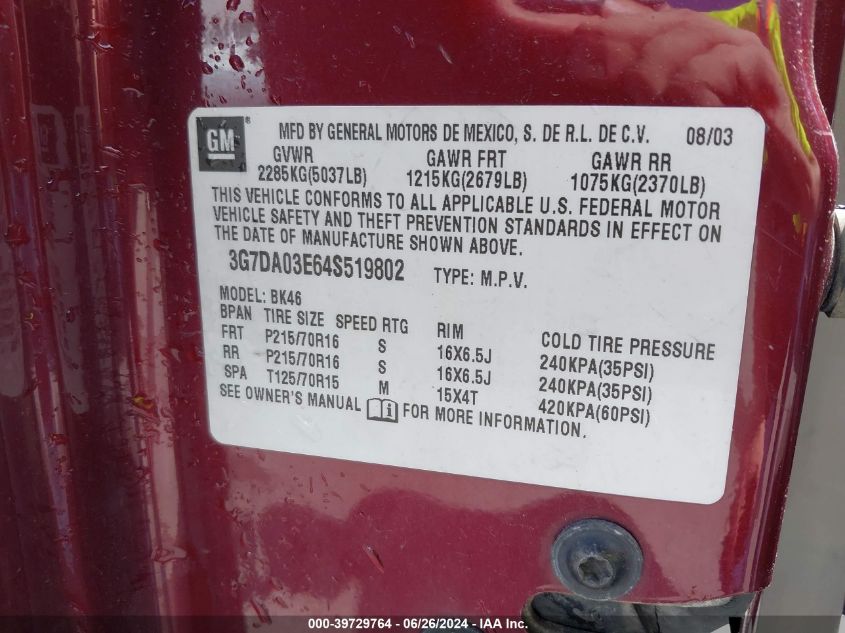 GM MFD BY GENERAL MOTORS DE MEXICO, S. DE R.L. DE C.V. 08/03
GVWR GAWR FRT GAWR RR
2285KG(5037LB) 1215KG(2679LB) 1075KG(2370LB)
THIS VEHICLE CONFORMS TO ALL APPLICABLE U.S. FEDERAL MOTOR
VEHICLE SAFETY AND THEFT PREVENTION STANDARDS IN EFFECT ON
THE DATE OF MANUFACTURE SHOWN ABOVE.
3G7DA03E64S519802 TYPE: M.P.V.
MODEL: BK46
BPAN TIRE SIZE SPEED RTG RIM COLD TIRE PRESSURE
FRT P215/70R16 S 16X6.5J 240KPA(35PSI)
RR P215/70R16 S 16X6.5J 240KPA(35PSI)
SPA T125/70R15 M 15X4T 420KPA(60PSI)
SEE OWNER'S MANUAL FOR MORE INFORMATION.
000-39729764 - 06/26/2024 - IAA Inc.